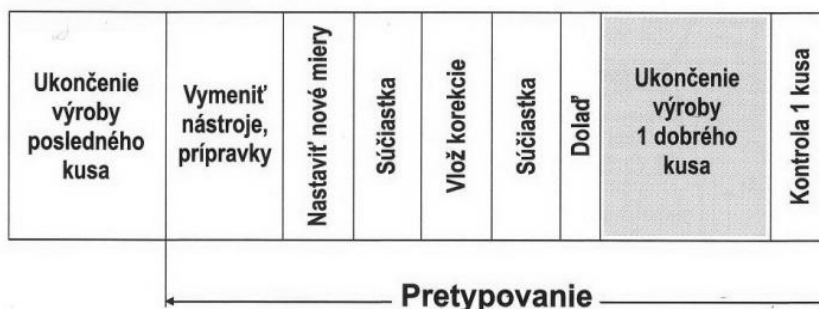 Ukončenie
výroby
posledného
kusa
Vymeniť
nástroje,
prípravky
Nastaviť nové miery
Súčiastka
Vlož korekcie
Súčiastka
Dolaď
Ukončenie
výroby
1 dobrého
kusa
Kontrola 1 kusa
Pretypovanie